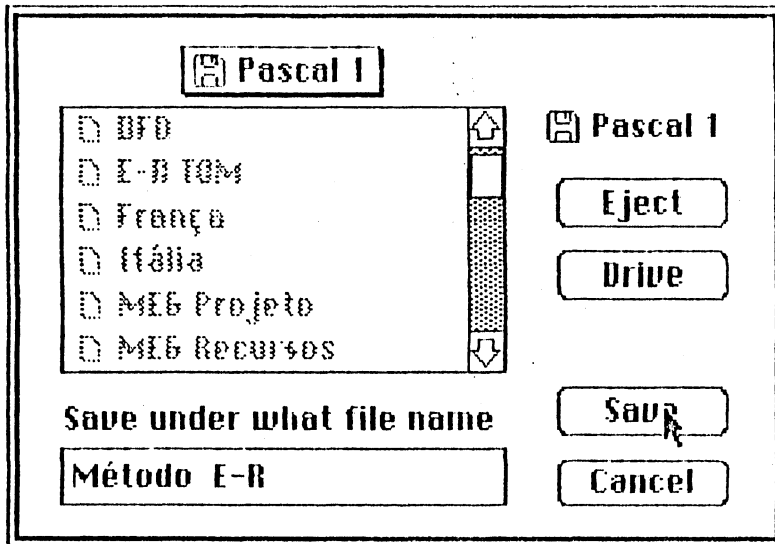 Pascal 1
DFD
E-R TOM
França
Itália
MEG Projeto
MEG Recursos
Pascal 1
Eject
Drive
Save under what file name
Método E-R
Save
Cancel